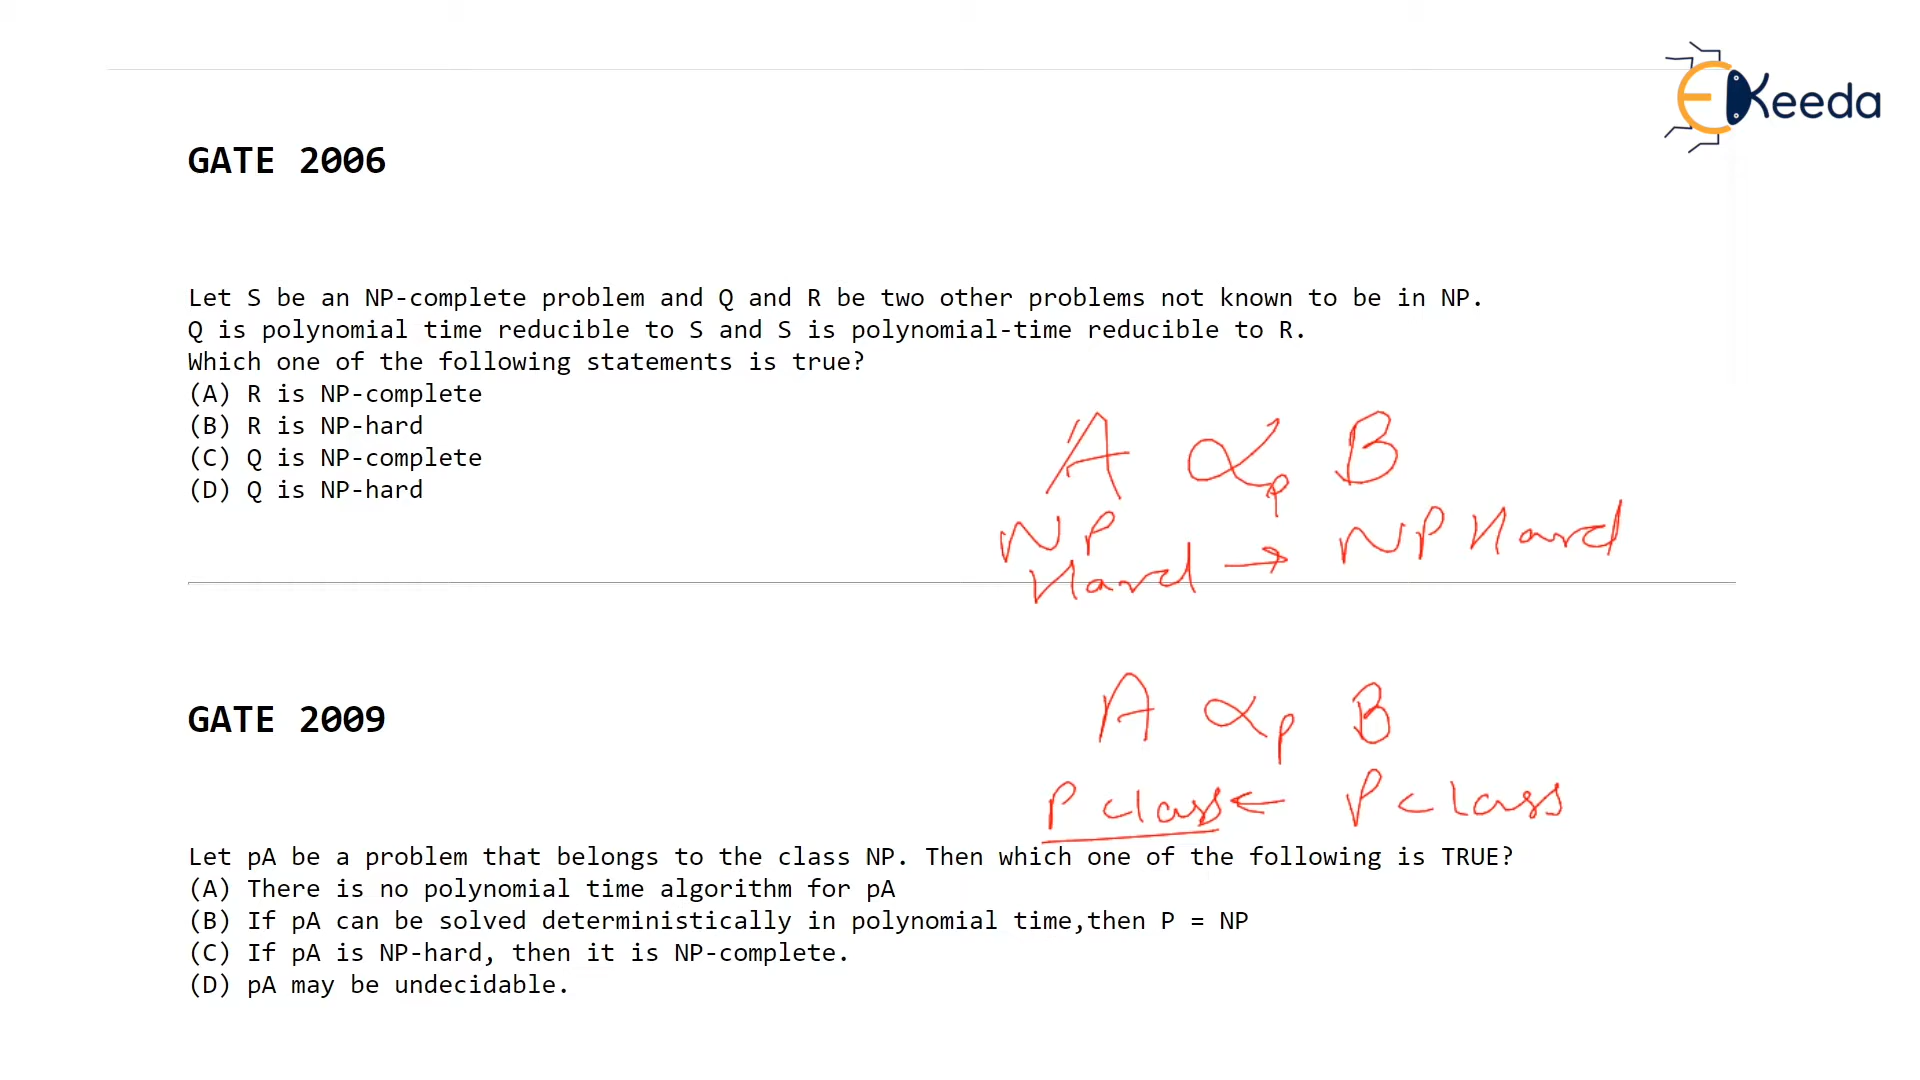 EKeeda
GATE 2006
Let S be an NP-complete problem and Q and R be two other problems not known to be in NP.
Q is polynomial time reducible to S and S is polynomial-time reducible to R.
Which one of the following statements is true?
(A) R is NP-complete
(B) R is NP-hard
(C) Q is NP-complete
(D) Q is NP-hard
A ∝p B
NP Hard → NP Hard
GATE 2009
A ∝p B
P class ← P class
Let pA be a problem that belongs to the class NP. Then which one of the following is TRUE?
(A) There is no polynomial time algorithm for pA
(B) If pA can be solved deterministically in polynomial time,then P = NP
(C) If pA is NP-hard, then it is NP-complete.
(D) pA may be undecidable.